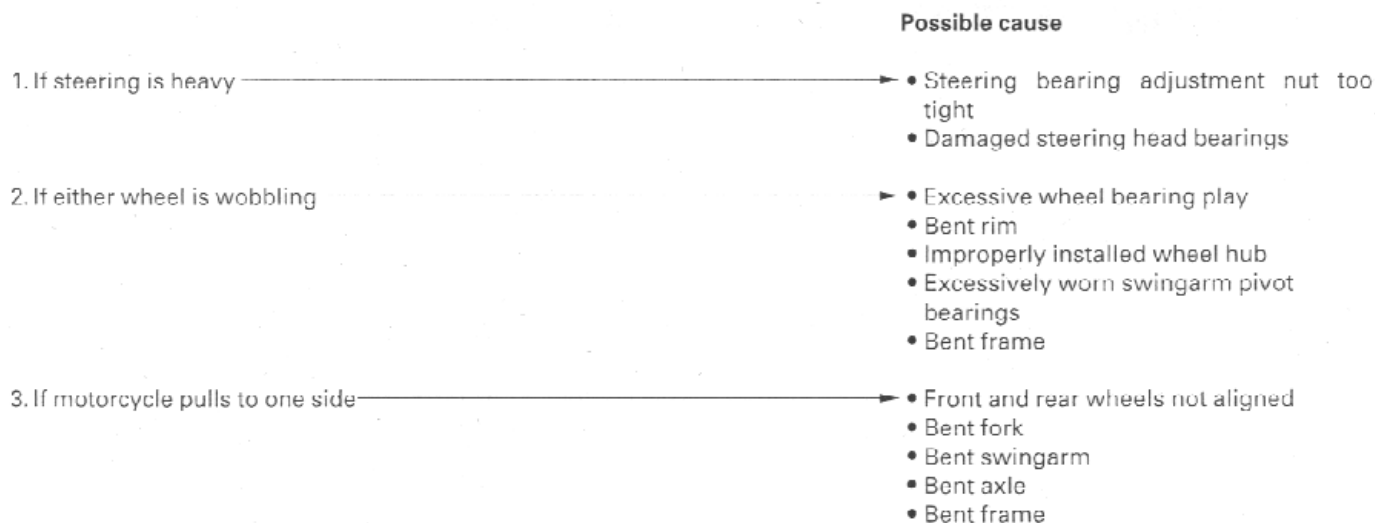 Possible cause
1. If steering is heavy
• Steering bearing adjustment nut too
tight
• Damaged steering head bearings
2. If either wheel is wobbling
• Excessive wheel bearing play
• Bent rim
• Improperly installed wheel hub
• Excessively worn swingarm pivot
bearings
• Bent frame
3. If motorcycle pulls to one side
• Front and rear wheels not aligned
• Bent fork
• Bent swingarm
• Bent axle
• Bent frame